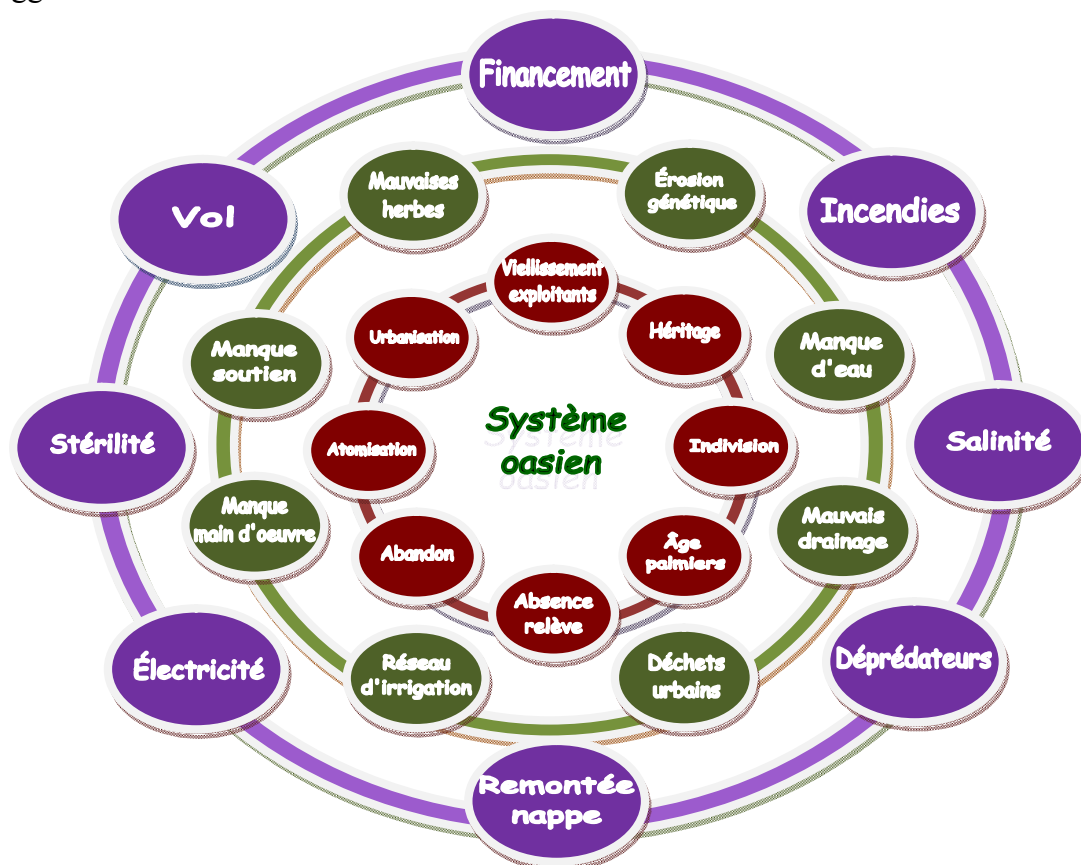 Financement
Vol
Incendies
Mauvaises
herbes
Érosion
génétique
Viellissement
exploitants
Urbanisation
Héritage
Manque
soutien
Manque
d'eau
Système
oasien
Stérilité
Atomisation
Indivision
Salinité
Manque
main d'oeuvre
Mauvais
drainage
Abandon
Âge
palmiers
Absence
relève
Électricité
Réseau
d'irrigation
Déchets
urbains
Déprédateurs
Remontée
nappe